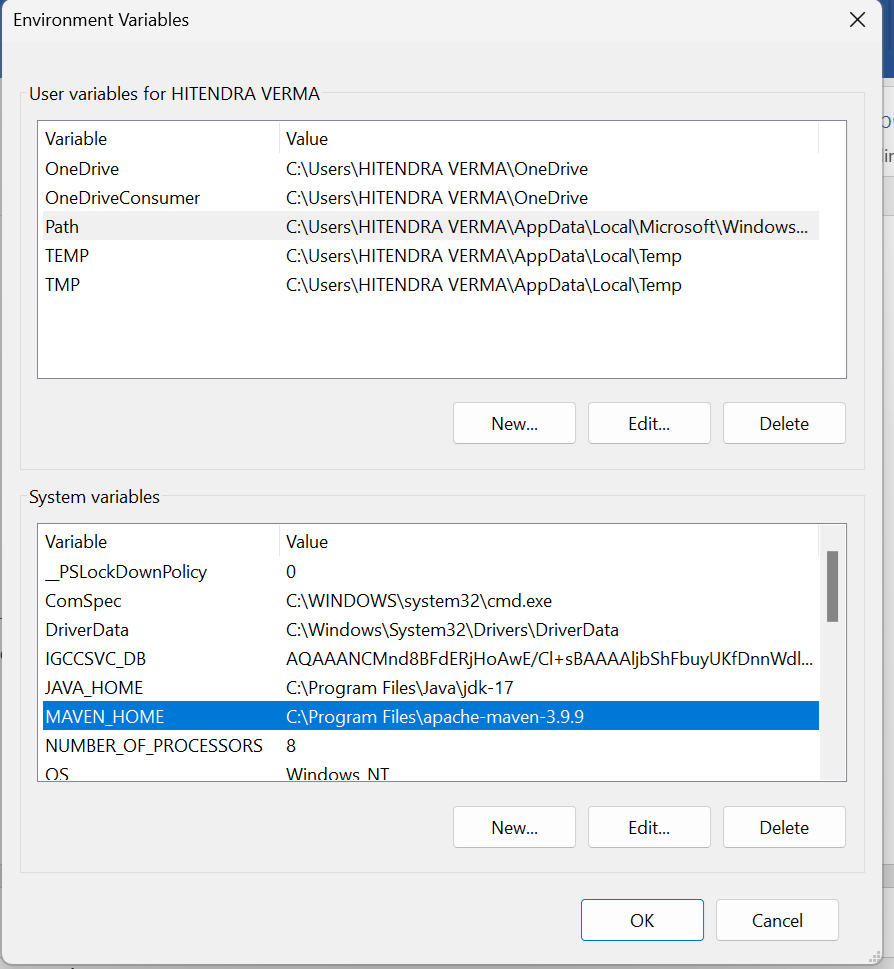 Environment Variables
User variables for HITENDRA VERMA
Variable Value
OneDrive C:\Users\HITENDRA VERMA\OneDrive
OneDriveConsumer C:\Users\HITENDRA VERMA\OneDrive
Path C:\Users\HITENDRA VERMA\AppData\Local\Microsoft\Windows...
TEMP C:\Users\HITENDRA VERMA\AppData\Local\Temp
TMP C:\Users\HITENDRA VERMA\AppData\Local\Temp
New... Edit... Delete
System variables
Variable Value
__PSLockDownPolicy 0
ComSpec C:\WINDOWS\system32\cmd.exe
DriverData C:\Windows\System32\Drivers\DriverData
IGCCSVC_DB AQAAANCMnd8BFdERjHoAwE/Cl+sBAAAAljbShFbuyUKfDnnWdl...
JAVA_HOME C:\Program Files\Java\jdk-17
MAVEN_HOME C:\Program Files\apache-maven-3.9.9
NUMBER_OF_PROCESSORS 8
OS Windows_NT
New... Edit... Delete
OK Cancel